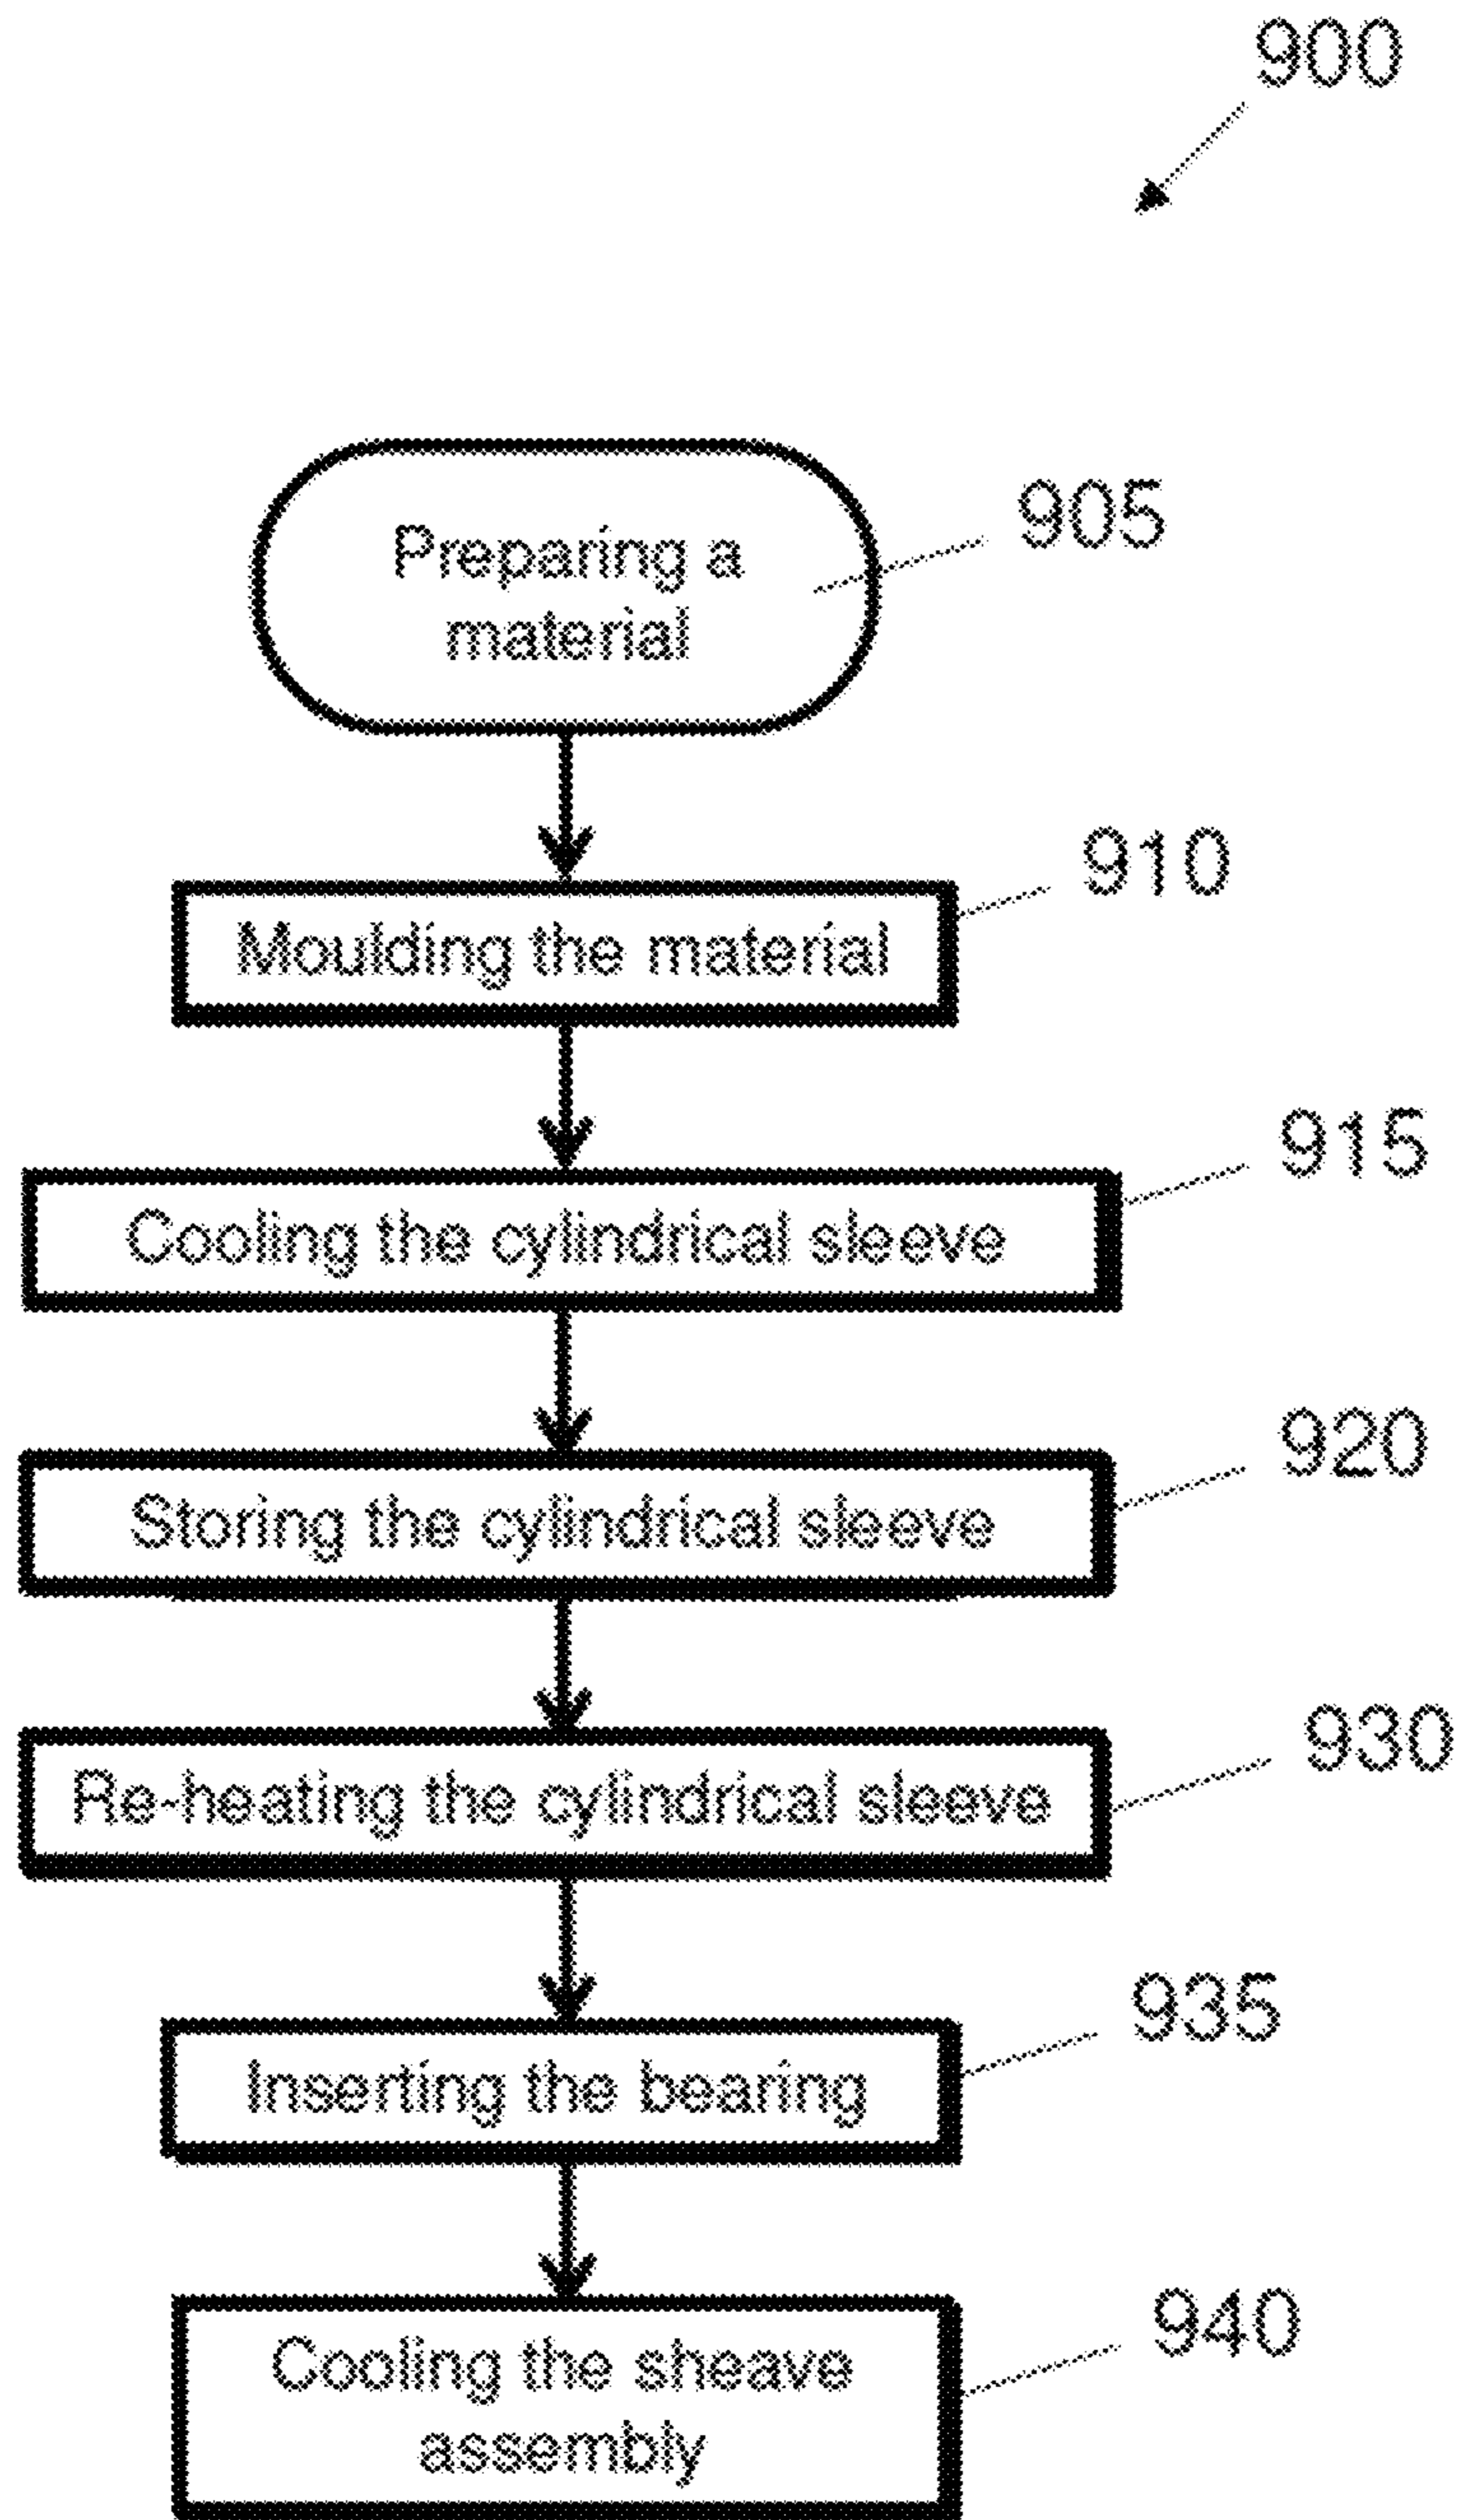 900
Preparing a
material
905
Moulding the material
910
Cooling the cylindrical sleeve
915
Storing the cylindrical sleeve
920
Re-heating the cylindrical sleeve
930
Inserting the bearing
935
Cooling the sheave
assembly
940